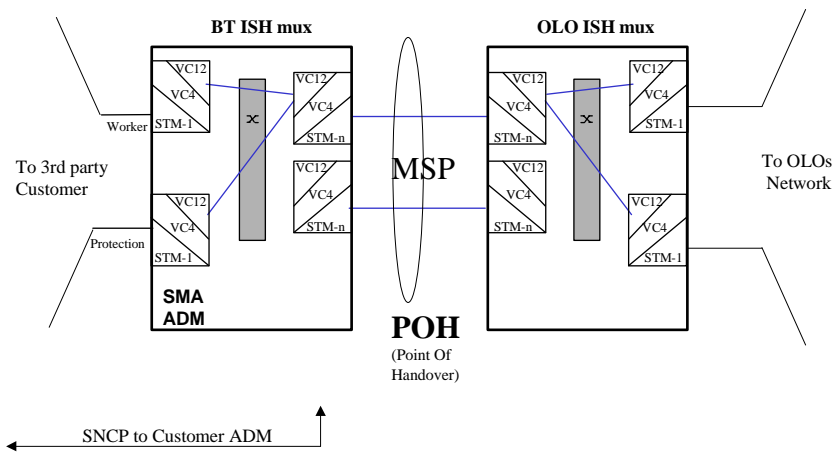 BT ISH mux
OLO ISH mux
VC12
VC4
STM-1
VC12
VC4
STM-n
VC12
VC4
STM-n
VC12
VC4
STM-1
Worker
MSP
To 3rd party
Customer
To OLOs
Network
VC12
VC4
STM-1
VC12
VC4
STM-n
VC12
VC4
STM-n
VC12
VC4
STM-1
Protection
SMA
ADM
POH
(Point Of
Handover)
SNCP to Customer ADM